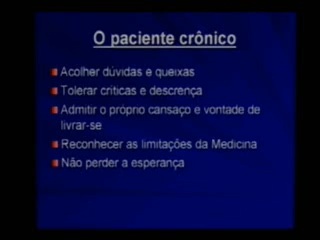 O paciente crônico
Acolher dúvidas e queixas
Tolerar críticas e descrença
Admitir o próprio cansaço e vontade de
livrar-se
Reconhecer as limitações da Medicina
Não perder a esperança